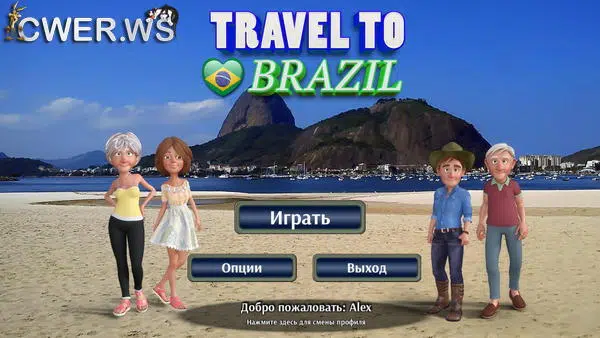 CWER.WS
TRAVEL TO
BRAZIL
Играть
Опции
Выход
Добро пожаловать: Alex
Нажмите здесь для смены профиля